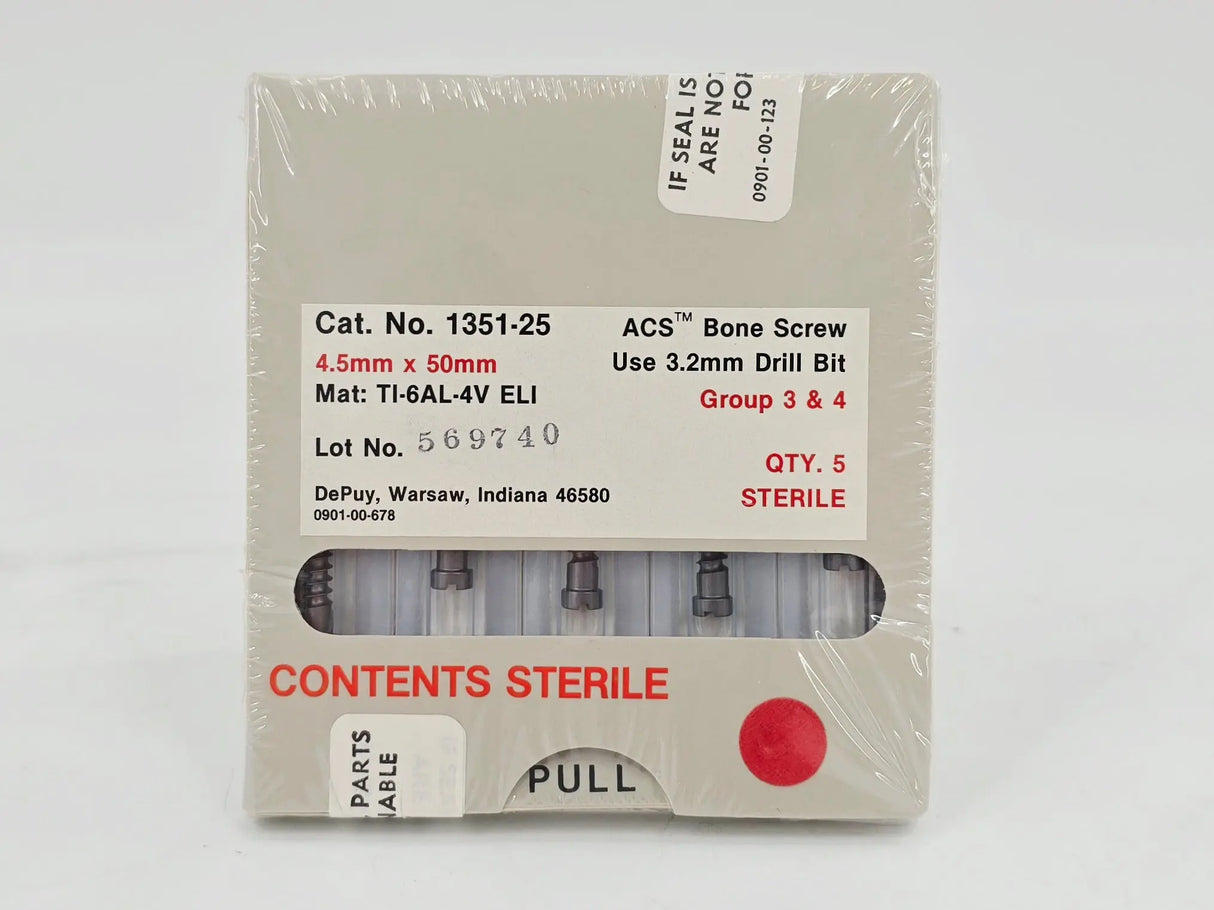 IF SEAL IS
ARE NOT
FOR
0901-00-123
Cat. No. 1351-25
4.5mm x 50mm
Mat: TI-6AL-4V ELI
Lot No. 569740
DePuy, Warsaw, Indiana 46580
0901-00-678
ACS™ Bone Screw
Use 3.2mm Drill Bit
Group 3 & 4
QTY. 5
STERILE
CONTENTS STERILE
PARTS
PULL